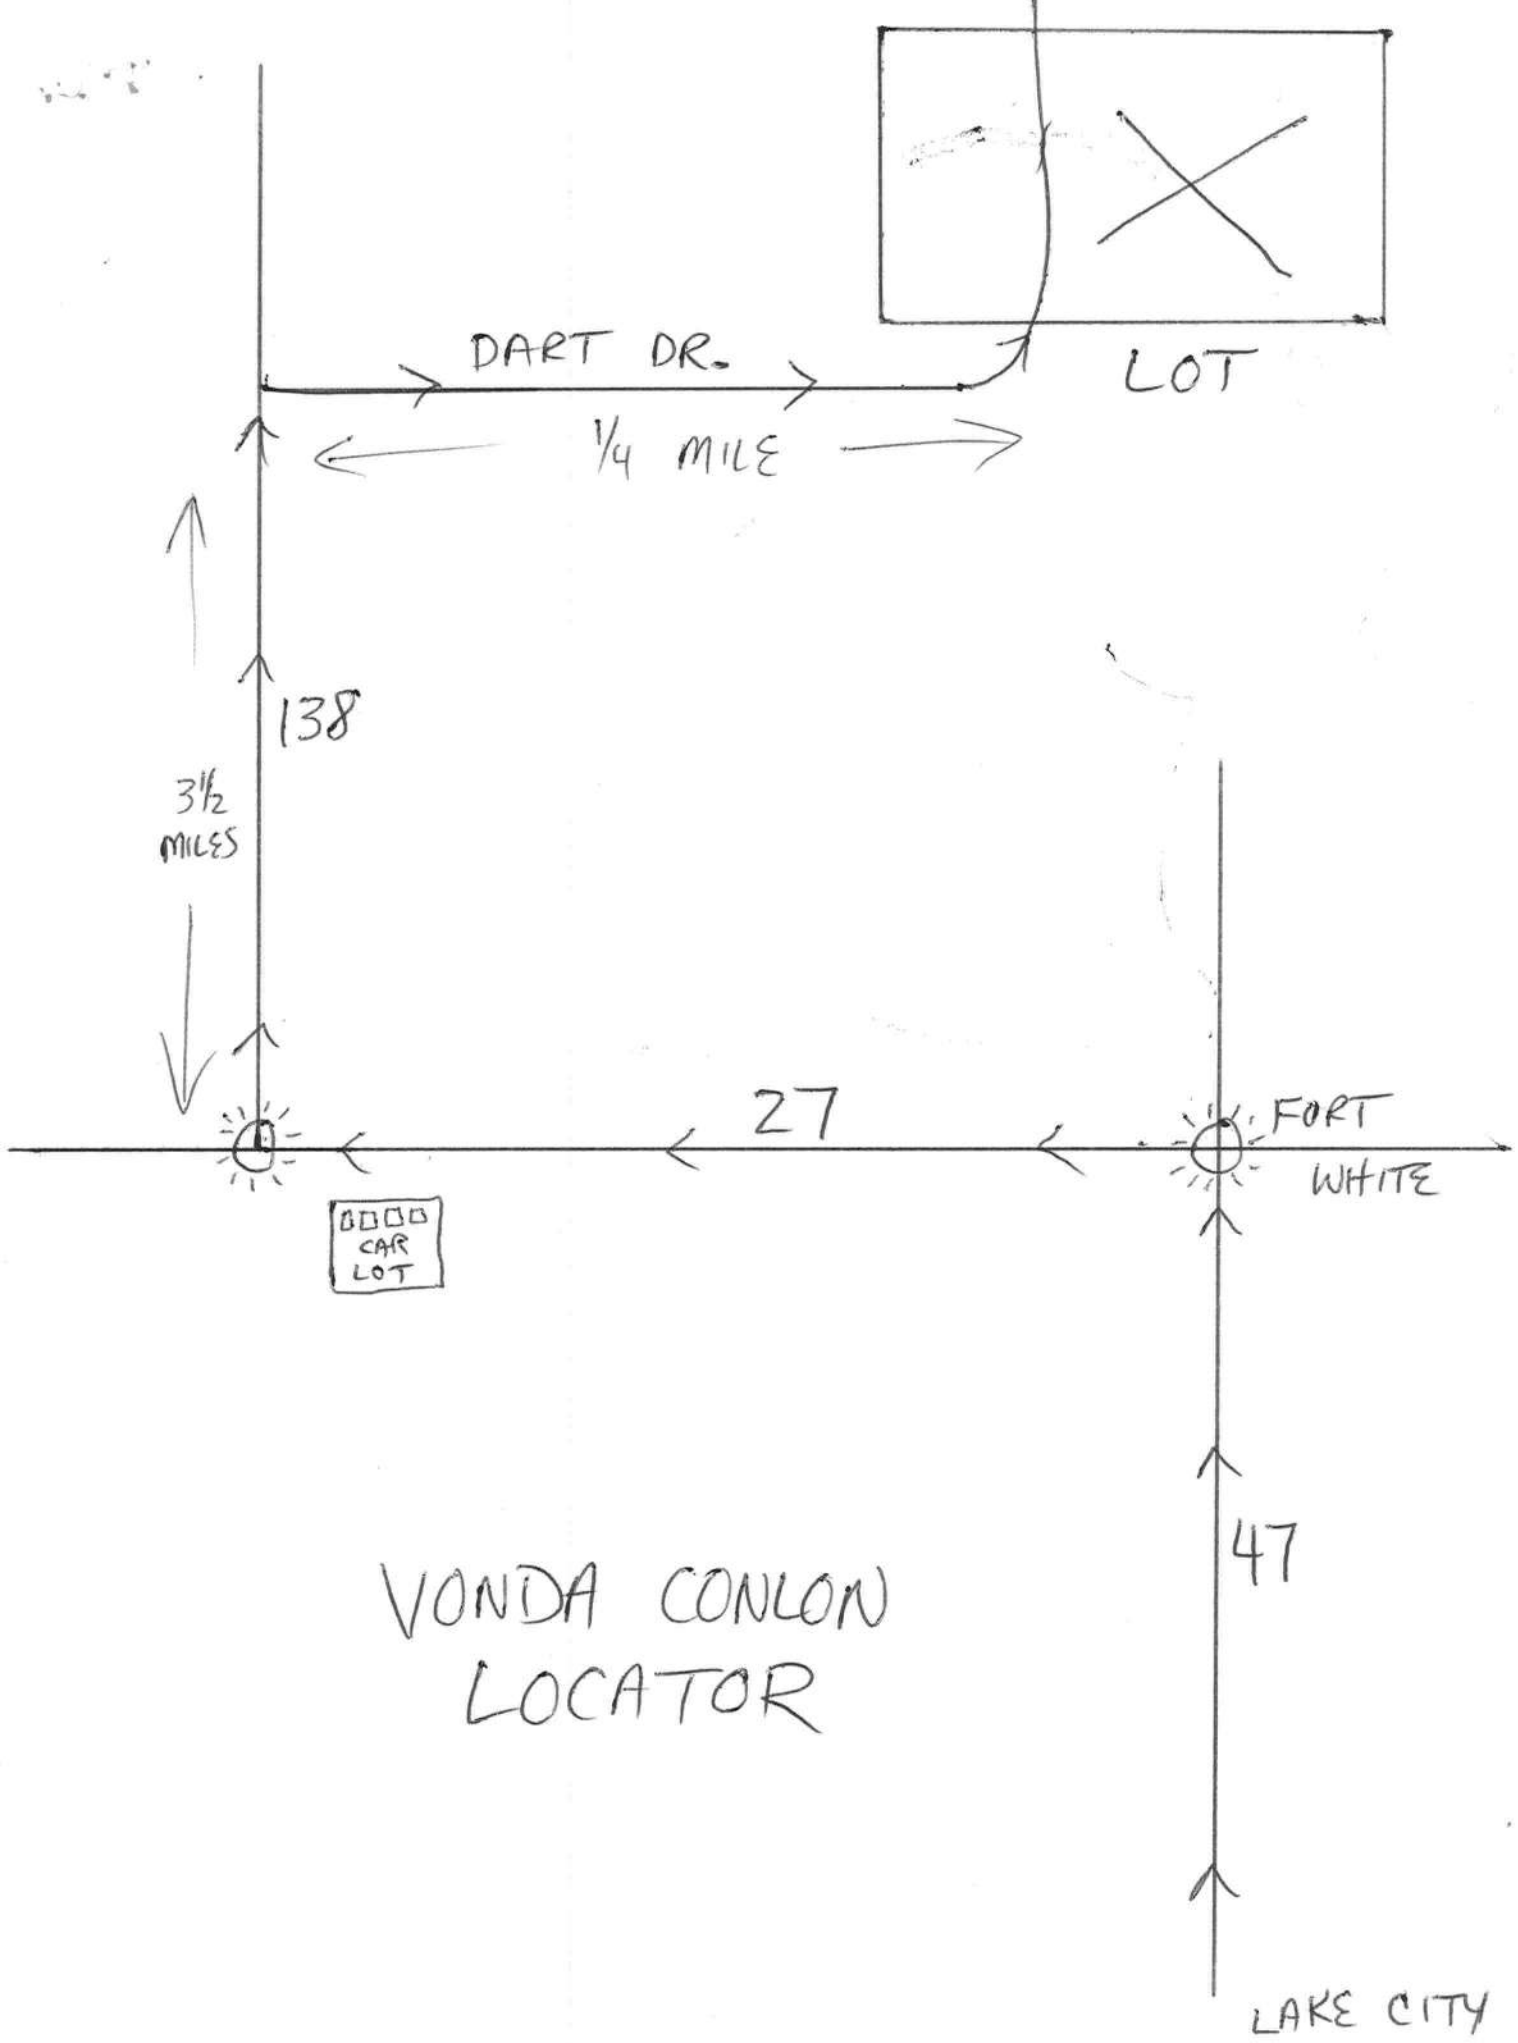 DART DR.
LOT
1/4 MILE
138
3 1/2
MILES
27
FORT
WHITE
CAR
LOT
47
VONDA CONLON
LOCATOR
LAKE CITY